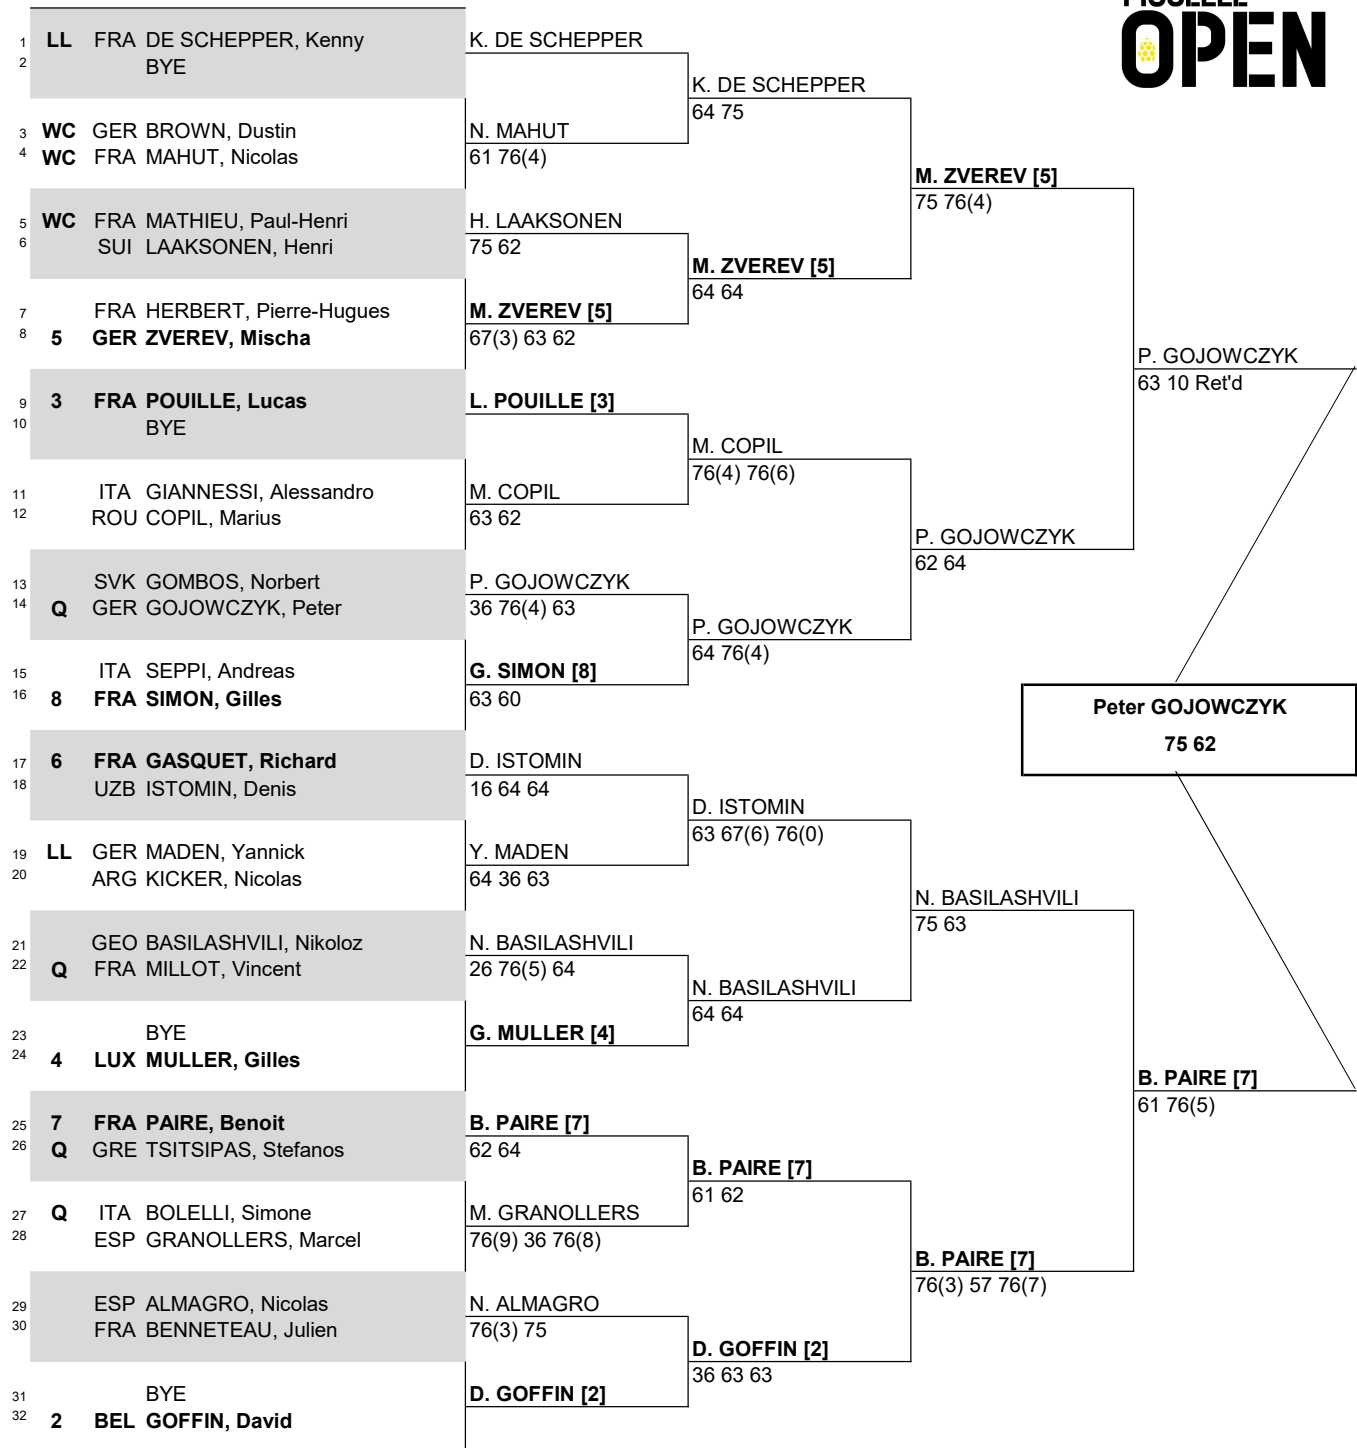 OPEN
1 LL FRA DE SCHEPPER, Kenny
2 BYE
3 WC GER BROWN, Dustin
4 WC FRA MAHUT, Nicolas
5 WC FRA MATHIEU, Paul-Henri
6 SUI LAAKSONEN, Henri
7 FRA HERBERT, Pierre-Hugues
8 5 GER ZVEREV, Mischa
9 3 FRA POUILLE, Lucas
10 BYE
11 ITA GIANNESSI, Alessandro
12 ROU COPIL, Marius
13 SVK GOMBOS, Norbert
14 Q GER GOJOWCZYK, Peter
15 ITA SEPPI, Andreas
16 8 FRA SIMON, Gilles
17 6 FRA GASQUET, Richard
18 UZB ISTOMIN, Denis
19 LL GER MADEN, Yannick
20 ARG KICKER, Nicolas
21 GEO BASILASHVILI, Nikoloz
22 Q FRA MILLOT, Vincent
23 BYE
24 4 LUX MULLER, Gilles
25 7 FRA PAIRE, Benoit
26 Q GRE TSITSIPAS, Stefanos
27 Q ITA BOLELLI, Simone
28 ESP GRANOLLERS, Marcel
29 ESP ALMAGRO, Nicolas
30 FRA BENNETEAU, Julien
31 BYE
32 2 BEL GOFFIN, David
K. DE SCHEPPER
N. MAHUT
61 76(4)
H. LAAKSONEN
75 62
M. ZVEREV [5]
67(3) 63 62
L. POUILLE [3]
M. COPIL
63 62
P. GOJOWCZYK
36 76(4) 63
G. SIMON [8]
63 60
D. ISTOMIN
16 64 64
Y. MADEN
64 36 63
N. BASILASHVILI
26 76(5) 64
G. MULLER [4]
B. PAIRE [7]
62 64
M. GRANOLLERS
76(9) 36 76(8)
N. ALMAGRO
76(3) 75
D. GOFFIN [2]
K. DE SCHEPPER
64 75
M. ZVEREV [5]
64 64
M. COPIL
76(4) 76(6)
P. GOJOWCZYK
64 76(4)
D. ISTOMIN
63 67(6) 76(0)
N. BASILASHVILI
64 64
B. PAIRE [7]
61 62
D. GOFFIN [2]
36 63 63
M. ZVEREV [5]
75 76(4)
P. GOJOWCZYK
62 64
N. BASILASHVILI
75 63
B. PAIRE [7]
76(3) 57 76(7)
P. GOJOWCZYK
63 10 Ret'd
B. PAIRE [7]
61 76(5)
Peter GOJOWCZYK
75 62